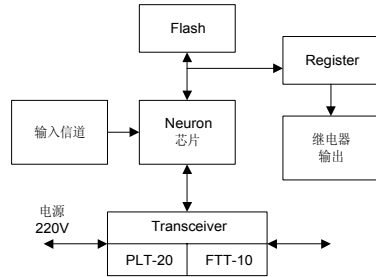 Flash
Register
输入信道
Neuron
芯片
继电器
输出
电源
220V
Transceiver
PLT-20
FTT-10